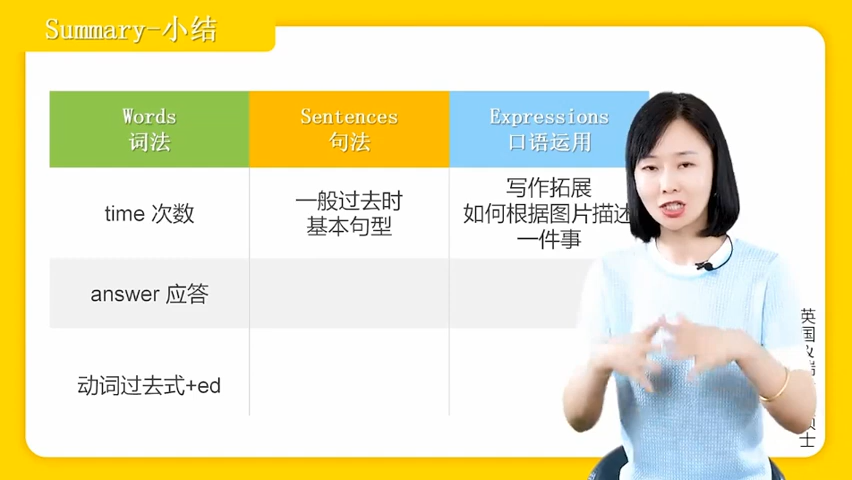 Summary-小结
Words
词法
Sentences
句法
Expressions
口语运用
time 次数
一般过去时
基本句型
写作拓展
如何根据图片描述
一件事
answer 应答
动词过去式+ed
英国
士